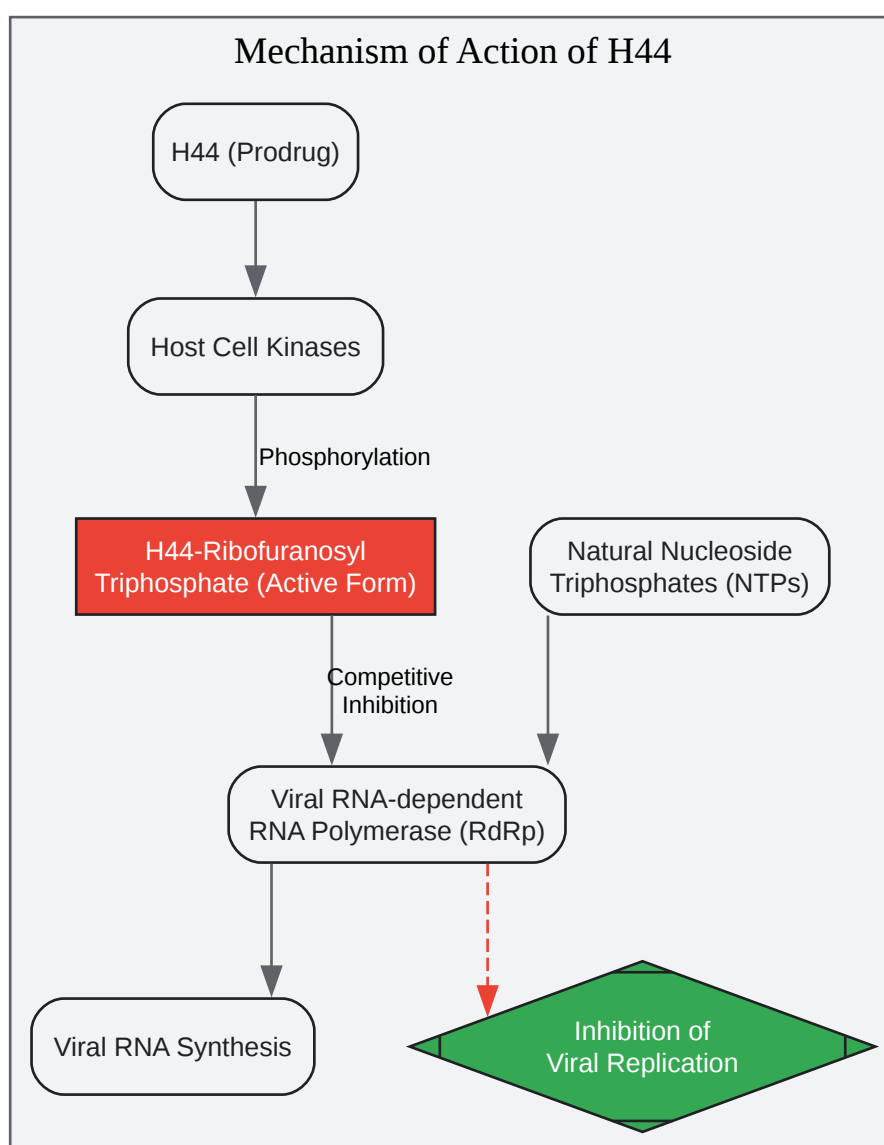 Mechanism of Action of H44
H44 (Prodrug)
Host Cell Kinases
Phosphorylation
H44-Ribofuranosyl
Triphosphate (Active Form)
Natural Nucleoside
Triphosphates (NTPs)
Competitive
Inhibition
Viral RNA-dependent
RNA Polymerase (RdRp)
Viral RNA Synthesis
Inhibition of
Viral Replication